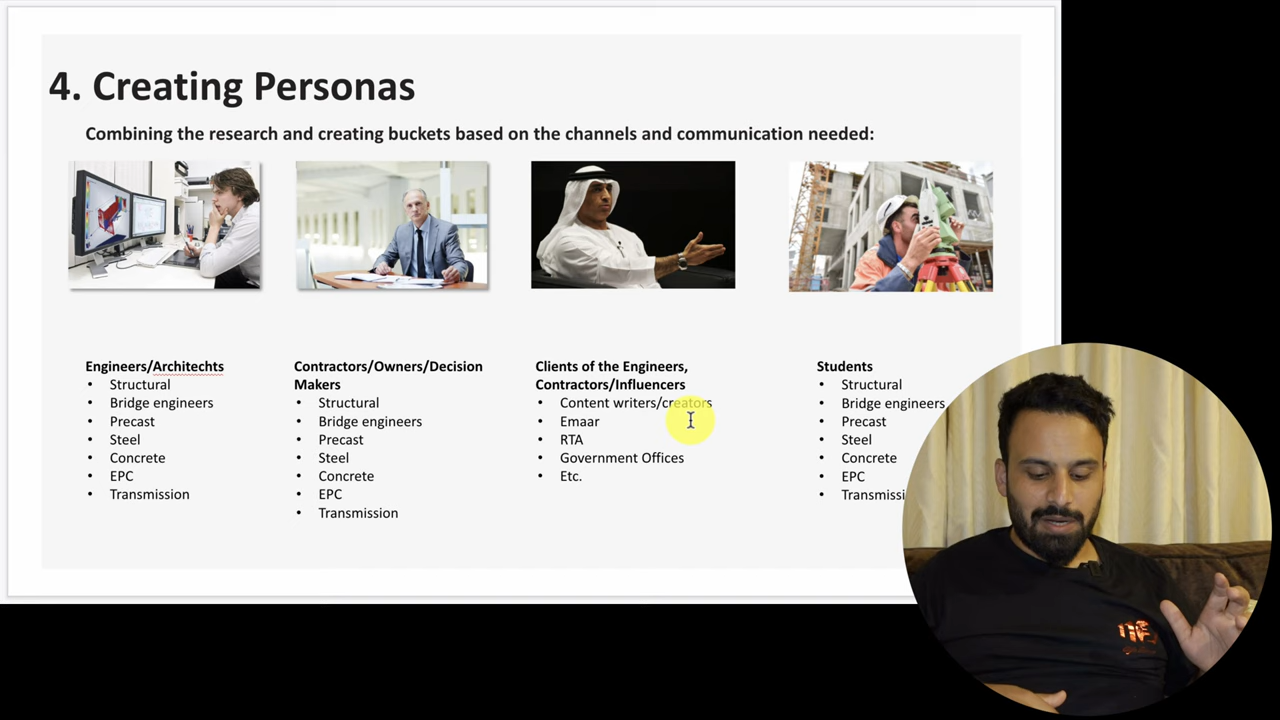 4. Creating Personas
Combining the research and creating buckets based on the channels and communication needed:
Engineers/Architechts
• Structural
• Bridge engineers
• Precast
• Steel
• Concrete
• EPC
• Transmission
Contractors/Owners/Decision
Makers
• Structural
• Bridge engineers
• Precast
• Steel
• Concrete
• EPC
• Transmission
Clients of the Engineers,
Contractors/Influencers
• Content writers/creators
• Emaar
• RTA
• Government Offices
• Etc.
Students
• Structural
• Bridge engineers
• Precast
• Steel
• Concrete
• EPC
• Transmissi